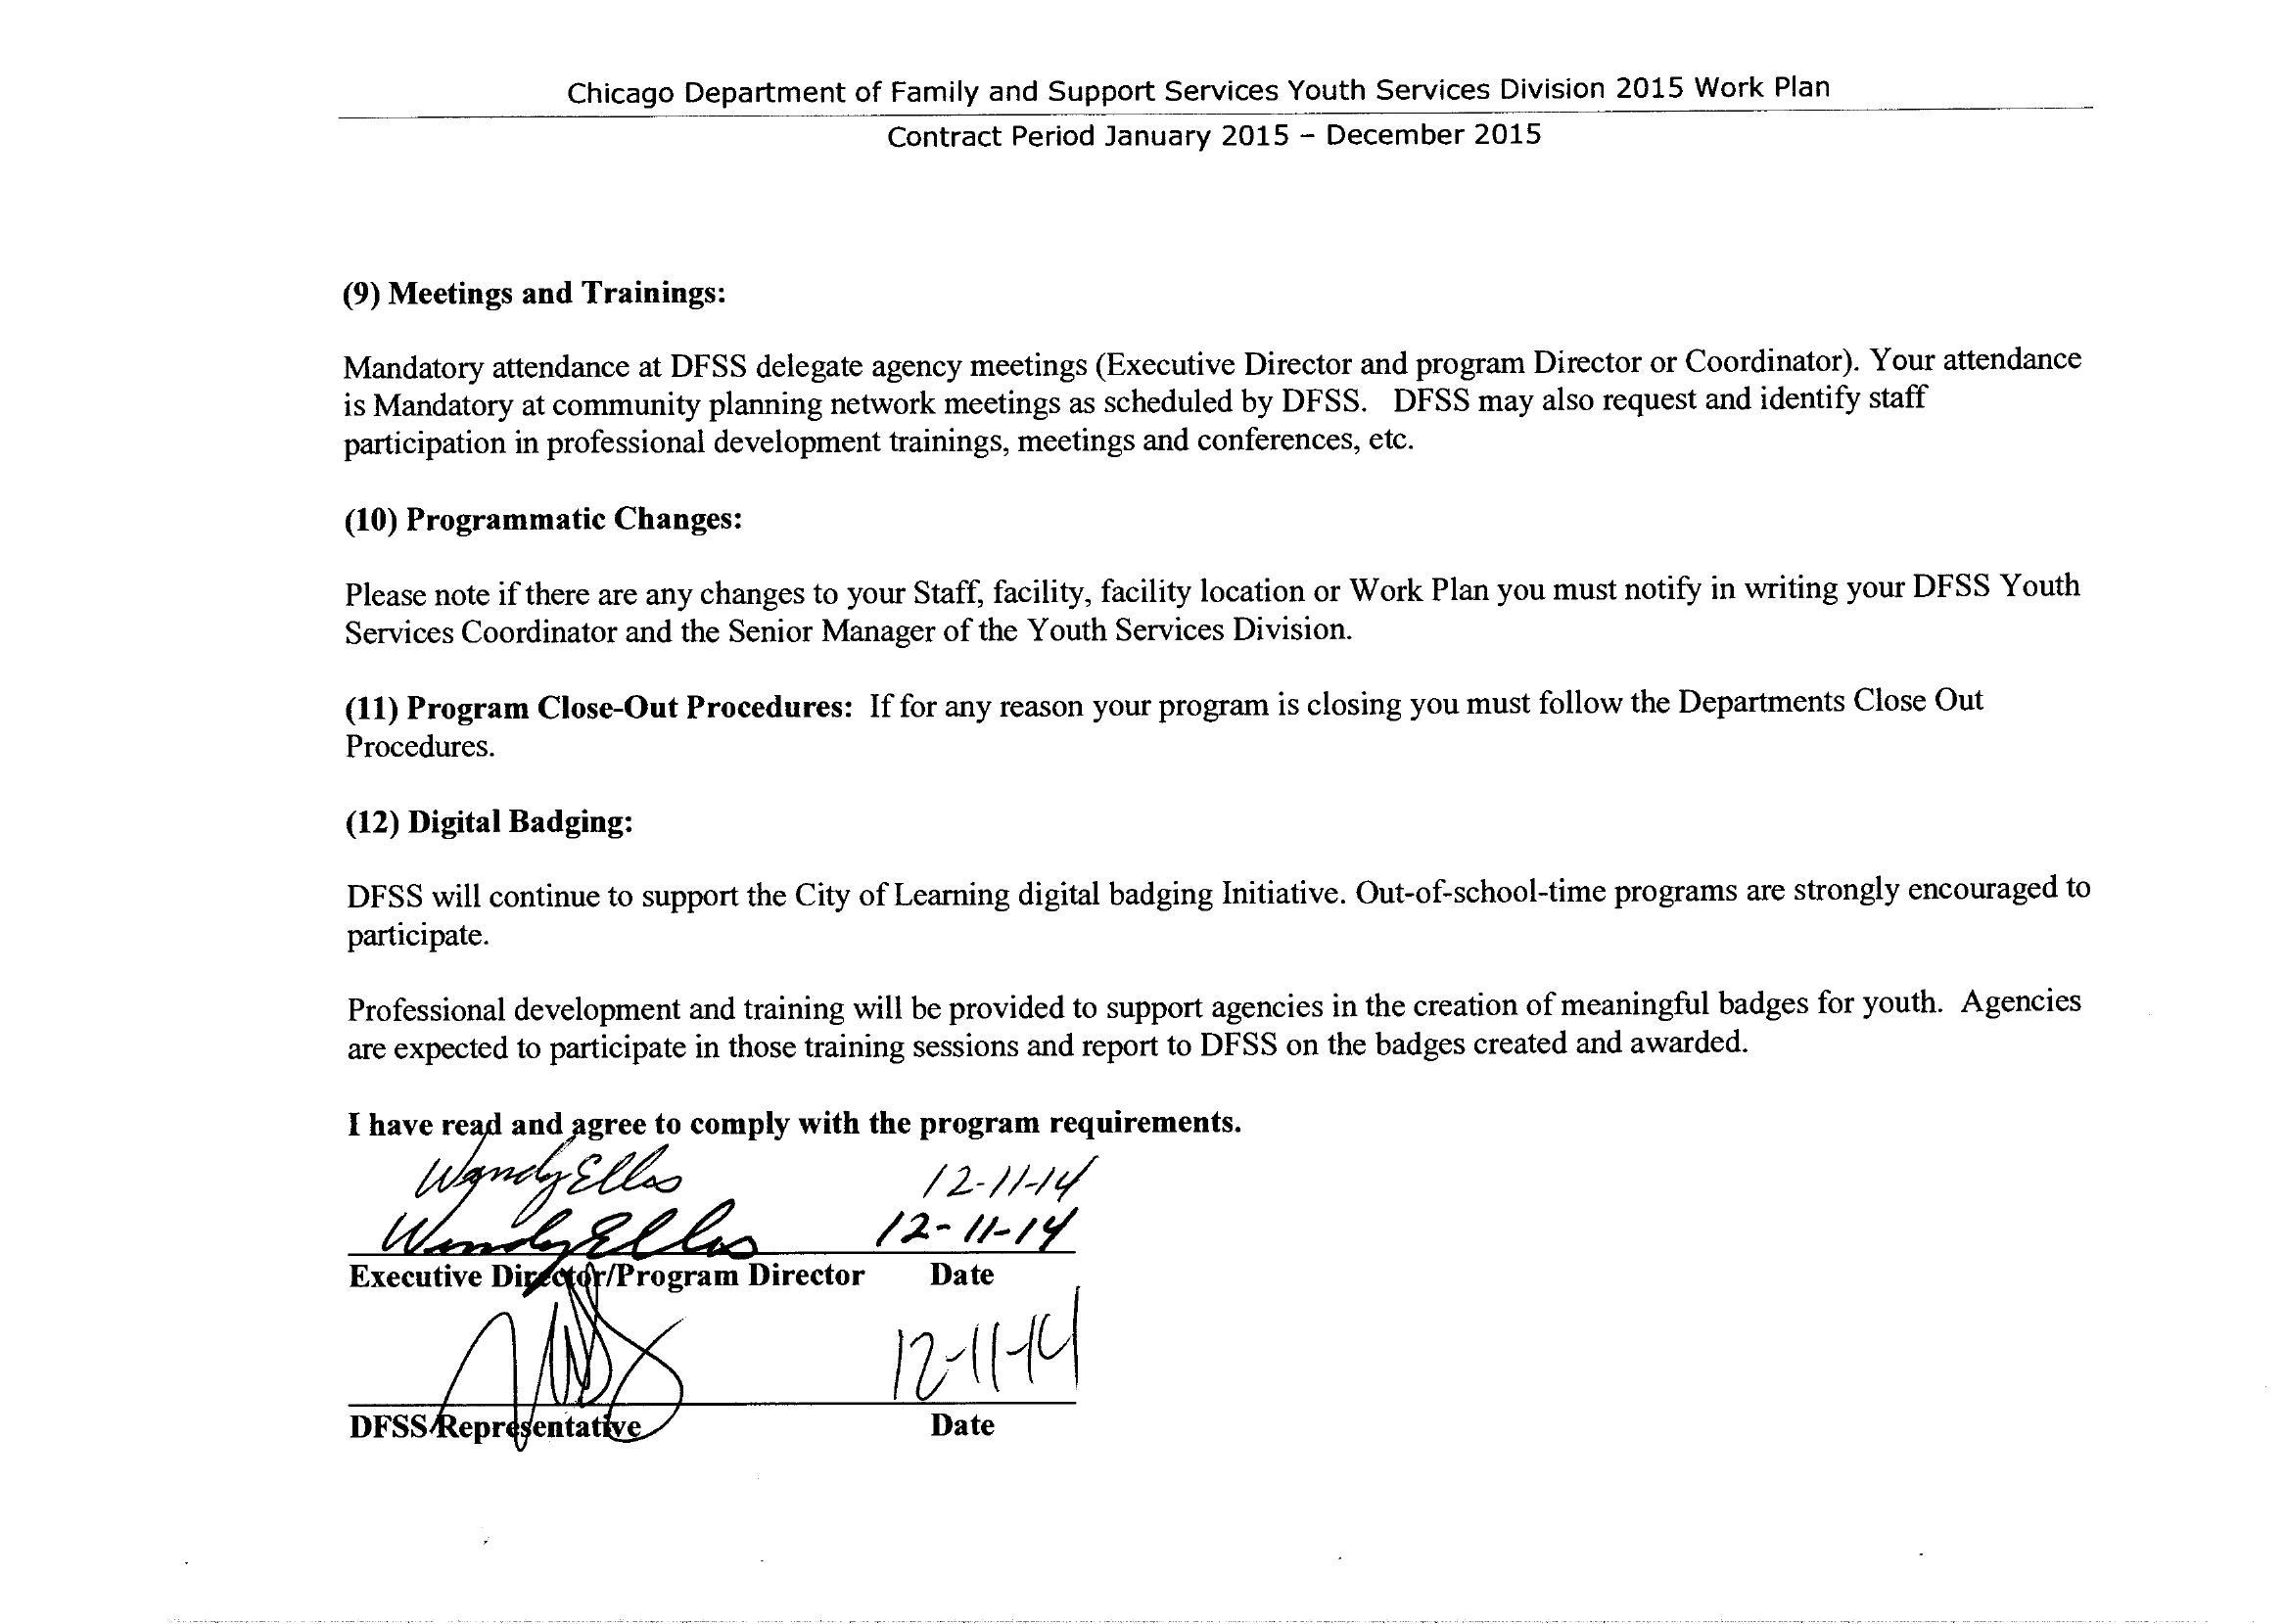 Chicago Department of Family and Support Services Youth Services Division 2015 Work Plan
Contract Period January 2015 – December 2015
(9) Meetings and Trainings:
Mandatory attendance at DFSS delegate agency meetings (Executive Director and program Director or Coordinator). Your attendance
is Mandatory at community planning network meetings as scheduled by DFSS. DFSS may also request and identify staff
participation in professional development trainings, meetings and conferences, etc.
(10) Programmatic Changes:
Please note if there are any changes to your Staff, facility, facility location or Work Plan you must notify in writing your DFSS Youth
Services Coordinator and the Senior Manager of the Youth Services Division.
(11) Program Close-Out Procedures: If for any reason your program is closing you must follow the Departments Close Out
Procedures.
(12) Digital Badging:
DFSS will continue to support the City of Learning digital badging Initiative. Out-of-school-time programs are strongly encouraged to
participate.
Professional development and training will be provided to support agencies in the creation of meaningful badges for youth. Agencies
are expected to participate in those training sessions and report to DFSS on the badges created and awarded.
I have read and agree to comply with the program requirements.
Wendy Ellis 12-11-14
Wendy Ellis 12-11-14
Executive Director/Program Director Date
12-11-14
DFSS Representative Date